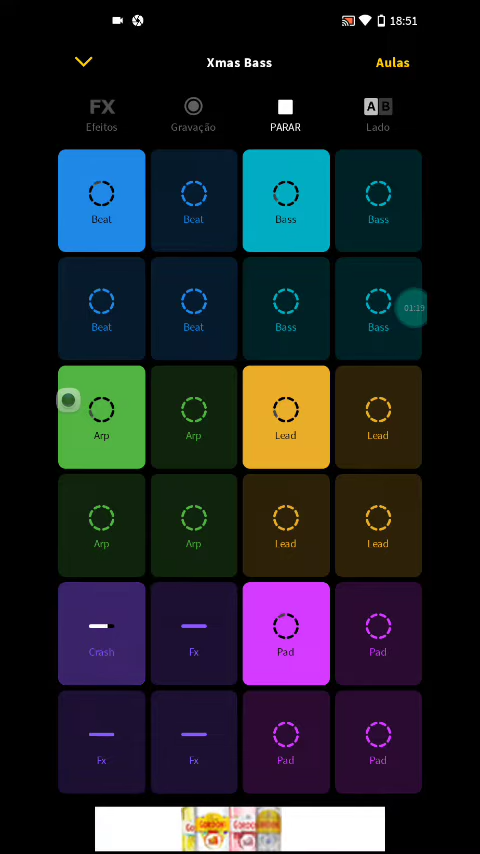 18:51
Xmas Bass
Aulas
FX
Efeitos
Gravação
PARAR
A B
Lado
Beat
Beat
Bass
Bass
Beat
Beat
Bass
Bass
01:19
Arp
Arp
Lead
Lead
Arp
Arp
Lead
Lead
Crash
Fx
Pad
Pad
Fx
Fx
Pad
Pad
GORDON